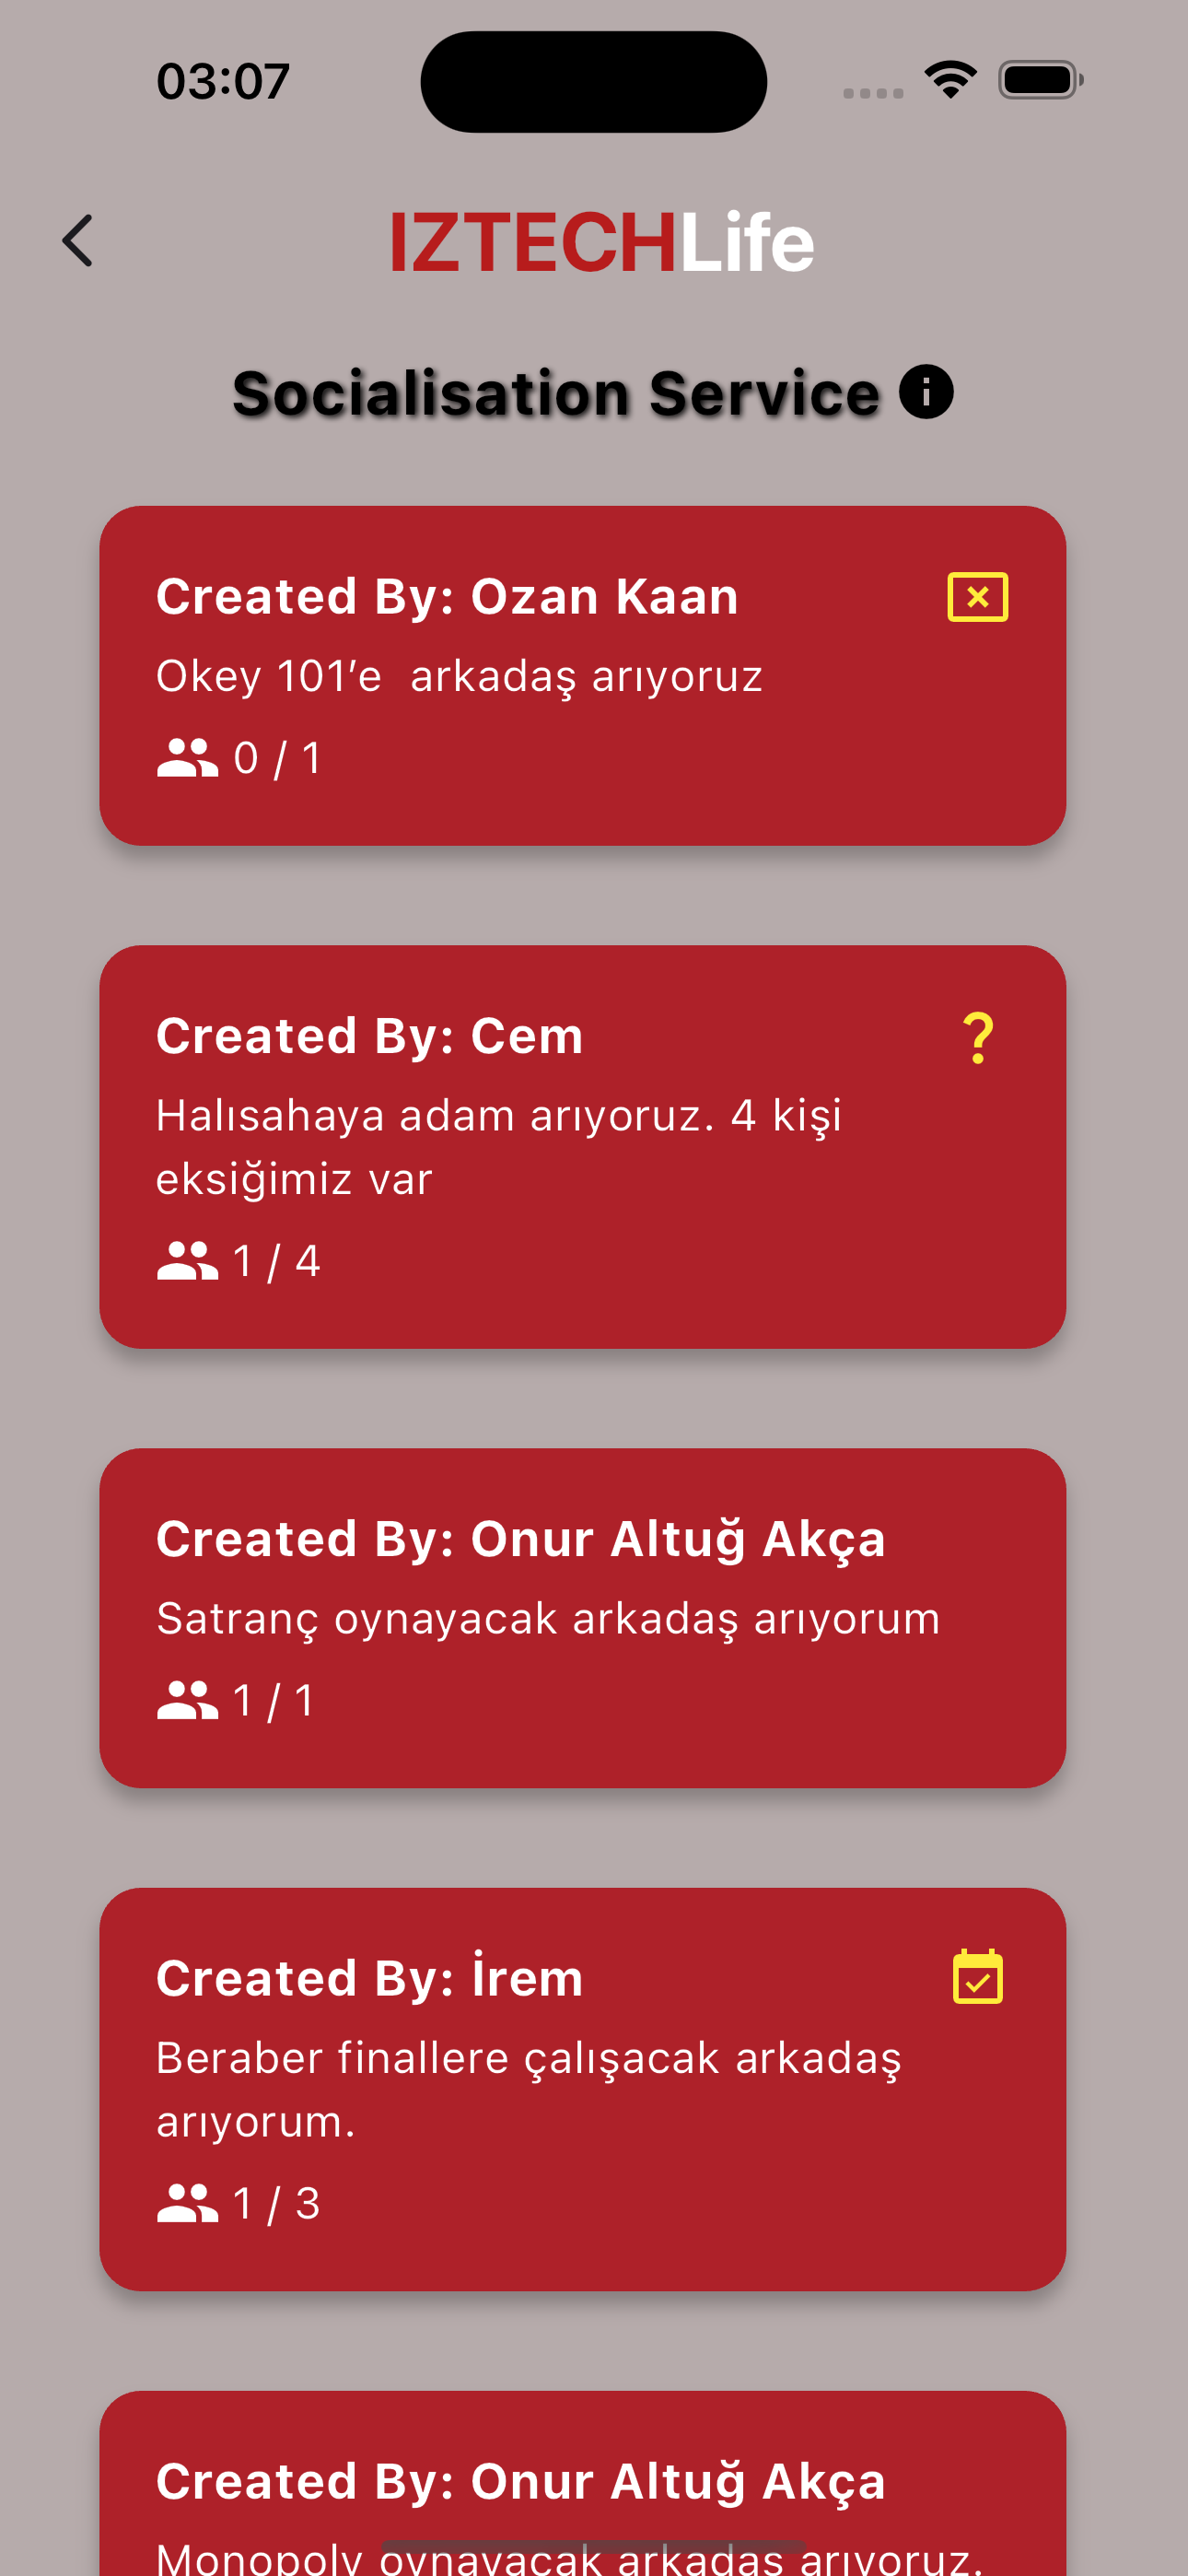 03:07
IZTECHLife
Socialisation Service
Created By: Ozan Kaan
Okey 101’e  arkadaş arıyoruz
0 / 1
Created By: Cem
?
Halısahaya adam arıyoruz. 4 kişi
eksiğimiz var
1 / 4
Created By: Onur Altuğ Akça
Satranç oynayacak arkadaş arıyorum
1 / 1
Created By: İrem
Beraber finallere çalışacak arkadaş
arıyorum.
1 / 3
Created By: Onur Altuğ Akça
Monopoly oynayacak arkadaş arıyoruz.